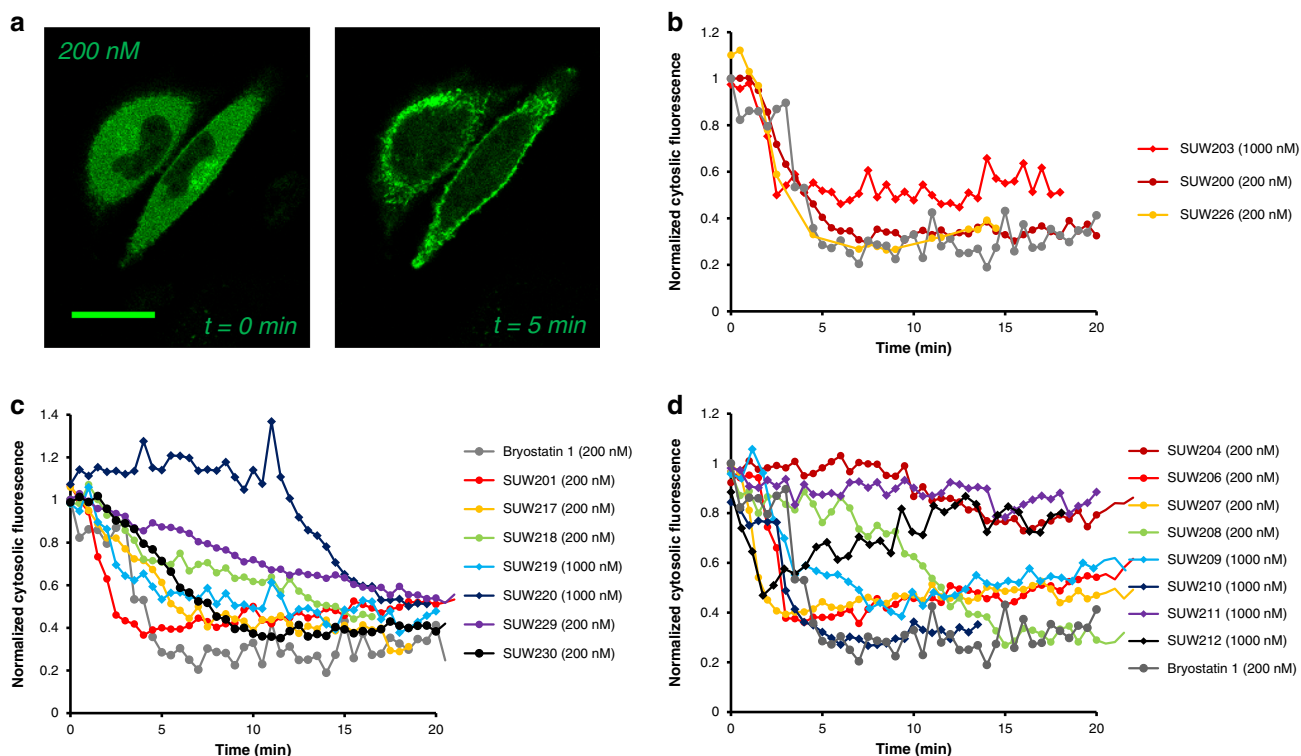 a
200 nM
t = 0 min
t = 5 min
b
Normalized cytosolic fluorescence
1.2
1
0.8
0.6
0.4
0.2
0
0 5 10 15 20
Time (min)
SUW203 (1000 nM)
SUW200 (200 nM)
SUW226 (200 nM)
c
Normalized cytosolic fluorescence
1.4
1.2
1
0.8
0.6
0.4
0.2
0
0 5 10 15 20
Time (min)
Bryostatin 1 (200 nM)
SUW201 (200 nM)
SUW217 (200 nM)
SUW218 (200 nM)
SUW219 (1000 nM)
SUW220 (1000 nM)
SUW229 (200 nM)
SUW230 (200 nM)
d
Normalized cytosolic fluorescence
1.2
1
0.8
0.6
0.4
0.2
0
0 5 10 15 20
Time (min)
SUW204 (200 nM)
SUW206 (200 nM)
SUW207 (200 nM)
SUW208 (200 nM)
SUW209 (1000 nM)
SUW210 (1000 nM)
SUW211 (1000 nM)
SUW212 (1000 nM)
Bryostatin 1 (200 nM)